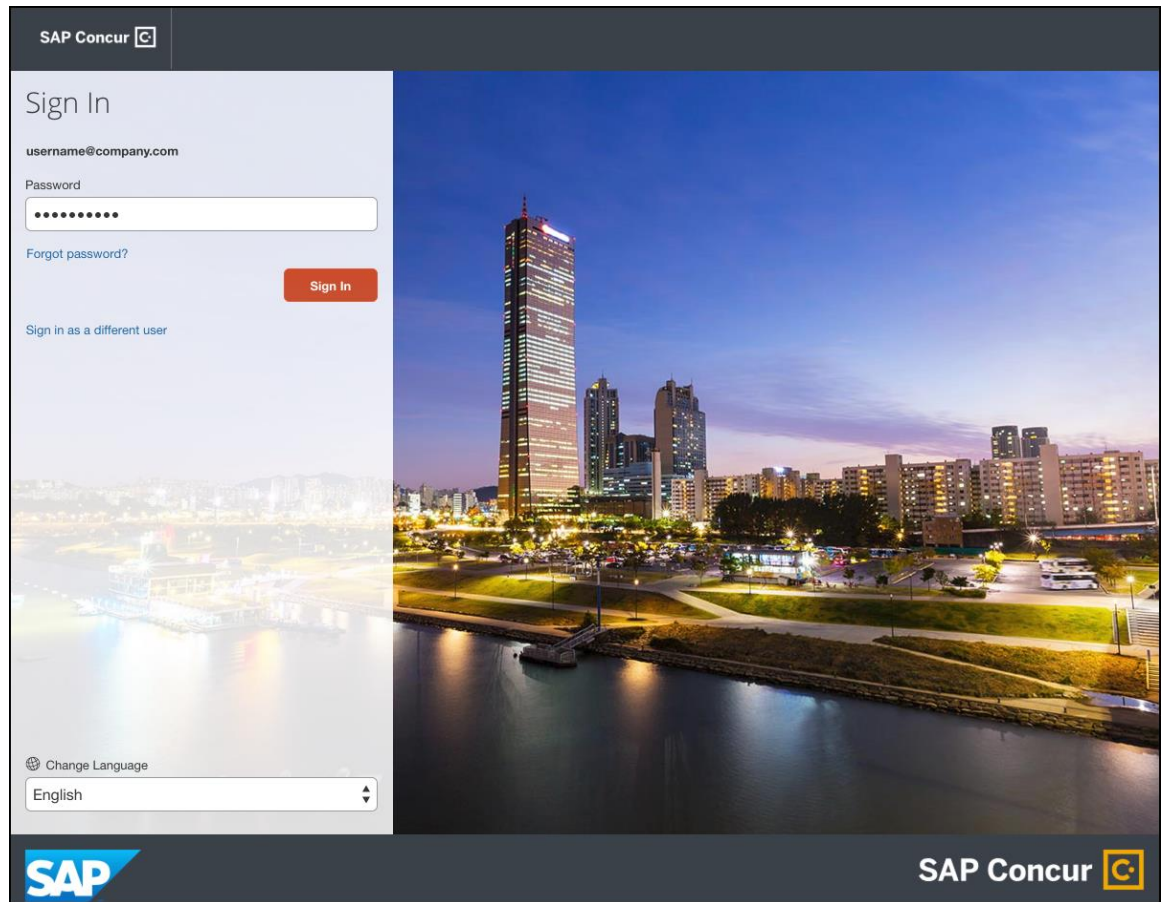 SAP Concur
Sign In
username@company.com
Password
Forgot password?
Sign In
Sign in as a different user
Change Language
English
SAP
SAP Concur